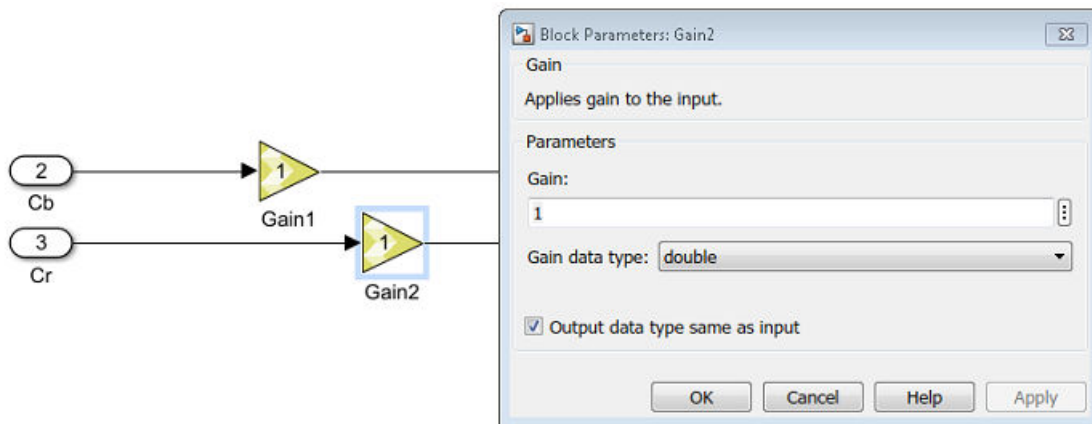 2
Cb
1
Gain1
3
Cr
1
Gain2
Block Parameters: Gain2
Gain
Applies gain to the input.
Parameters
Gain:
1
Gain data type: double
Output data type same as input
OK Cancel Help Apply